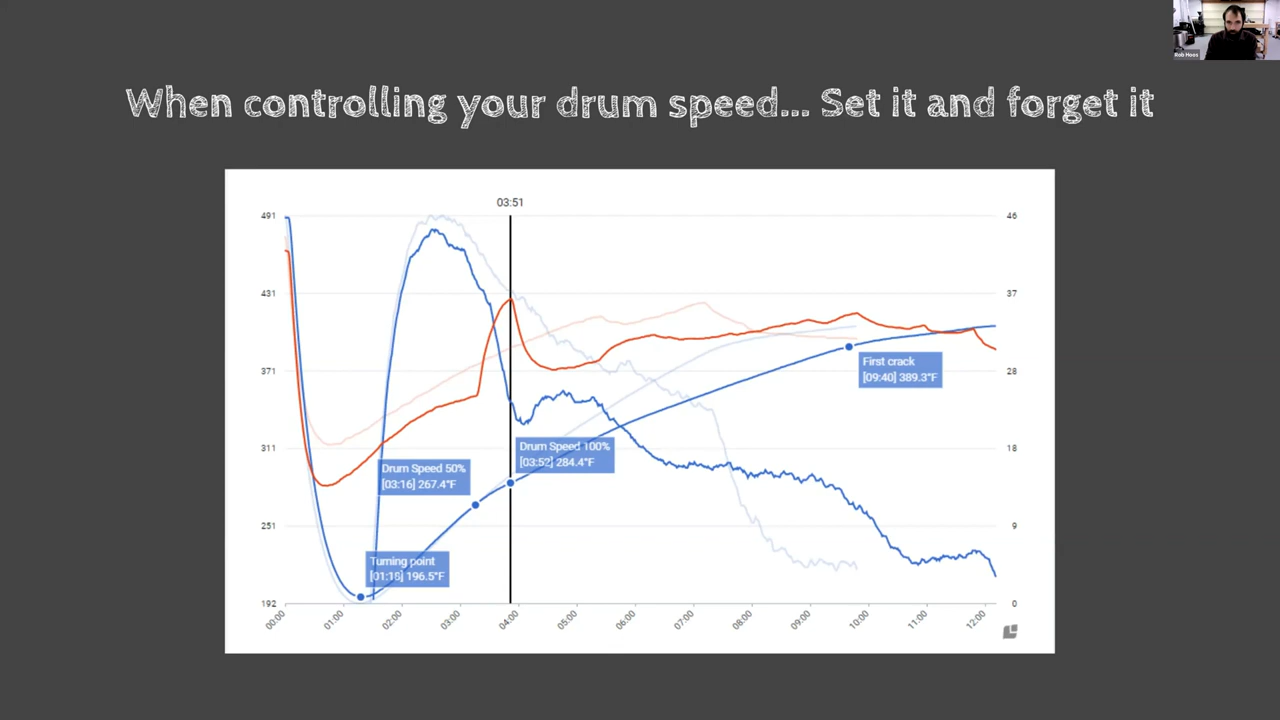 Rob Hoos
When controlling your drum speed... Set it and forget it
03:51
491
46
431
37
371
28
First crack
[09:40] 389.3°F
311
18
Drum Speed 100%
[03:52] 284.4°F
Drum Speed 50%
[03:16] 267.4°F
251
9
Turning point
[01:18] 196.5°F
192
0
00:00
01:00
02:00
03:00
04:00
05:00
06:00
07:00
08:00
09:00
10:00
11:00
12:00